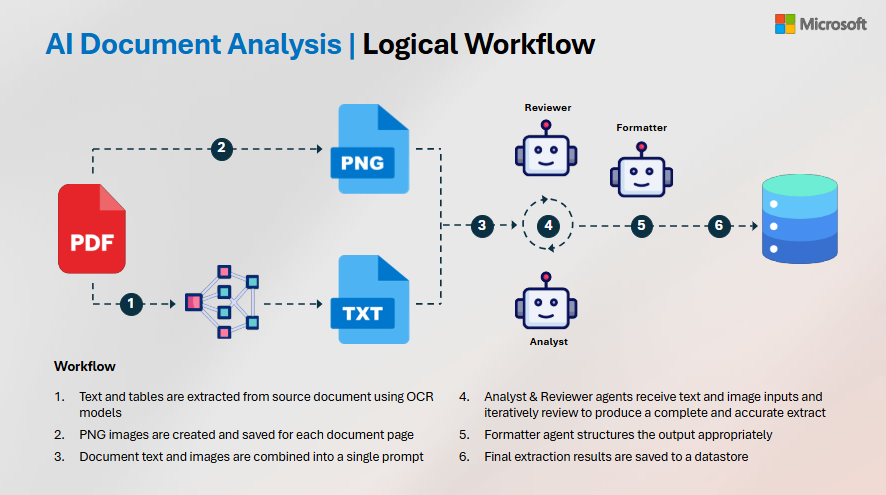 Microsoft
AI Document Analysis | Logical Workflow
Reviewer
Formatter
2
PNG
PDF
3
4
5
6
1
TXT
Analyst
Workflow
1. Text and tables are extracted from source document using OCR
models
2. PNG images are created and saved for each document page
3. Document text and images are combined into a single prompt
4. Analyst & Reviewer agents receive text and image inputs and
iteratively review to produce a complete and accurate extract
5. Formatter agent structures the output appropriately
6. Final extraction results are saved to a datastore